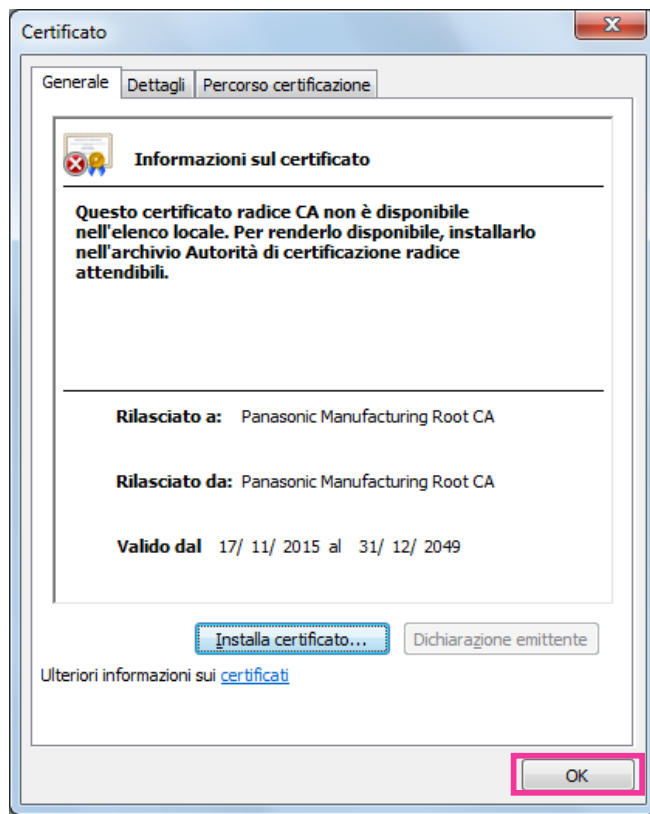 Certificato
Generale Dettagli Percorso certificazione
Informazioni sul certificato
Questo certificato radice CA non è disponibile
nell'elenco locale. Per renderlo disponibile, installarlo
nell'archivio Autorità di certificazione radice
attendibili.
Rilasciato a: Panasonic Manufacturing Root CA
Rilasciato da: Panasonic Manufacturing Root CA
Valido dal 17/ 11/ 2015 al 31/ 12/ 2049
Installa certificato... Dichiarazione emittente
Ulteriori informazioni sui certificati
OK